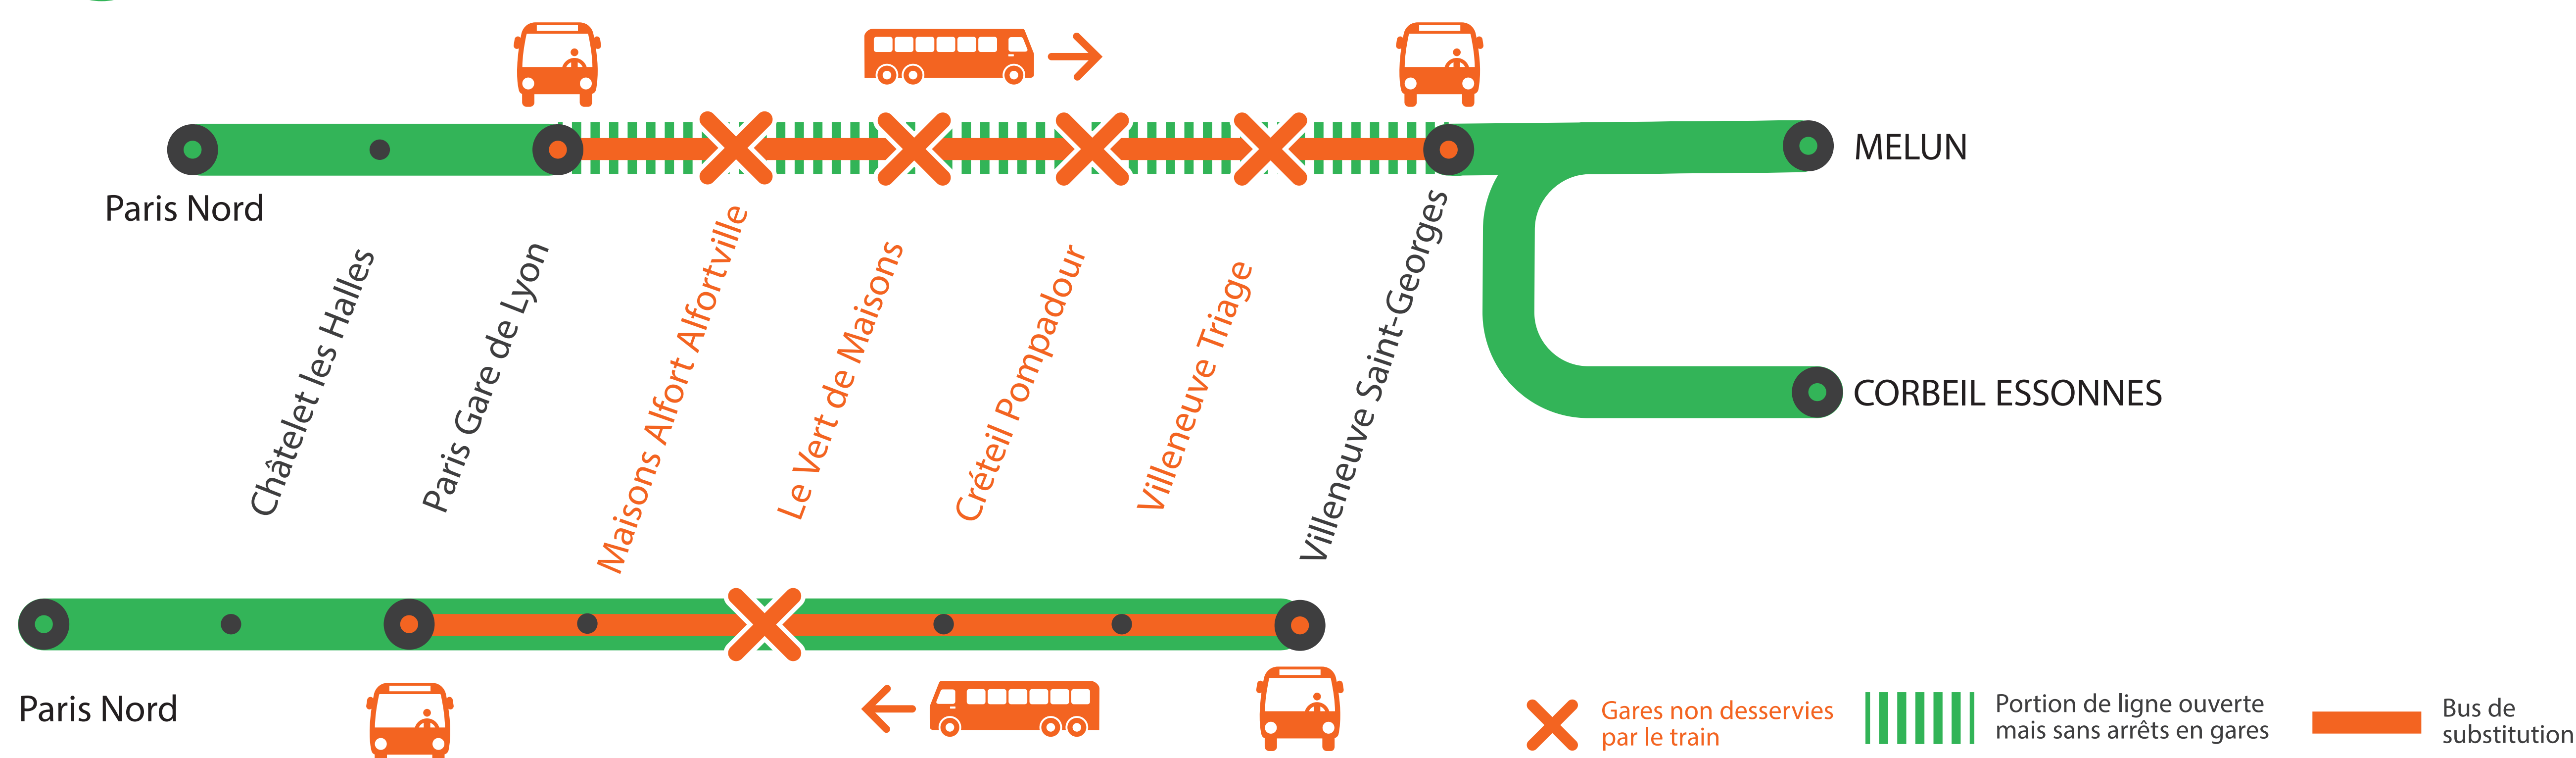 MELUN
Paris Nord
Châtelet les Halles
Paris Gare de Lyon
Maisons Alfort Alfortville
Le Vert de Maisons
Créteil Pompadour
Villeneuve Triage
Villeneuve Saint-Georges
CORBEIL ESSONNES
Paris Nord
Gares non desservies
par le train
Portion de ligne ouverte
mais sans arrêts en gares
Bus de
substitution